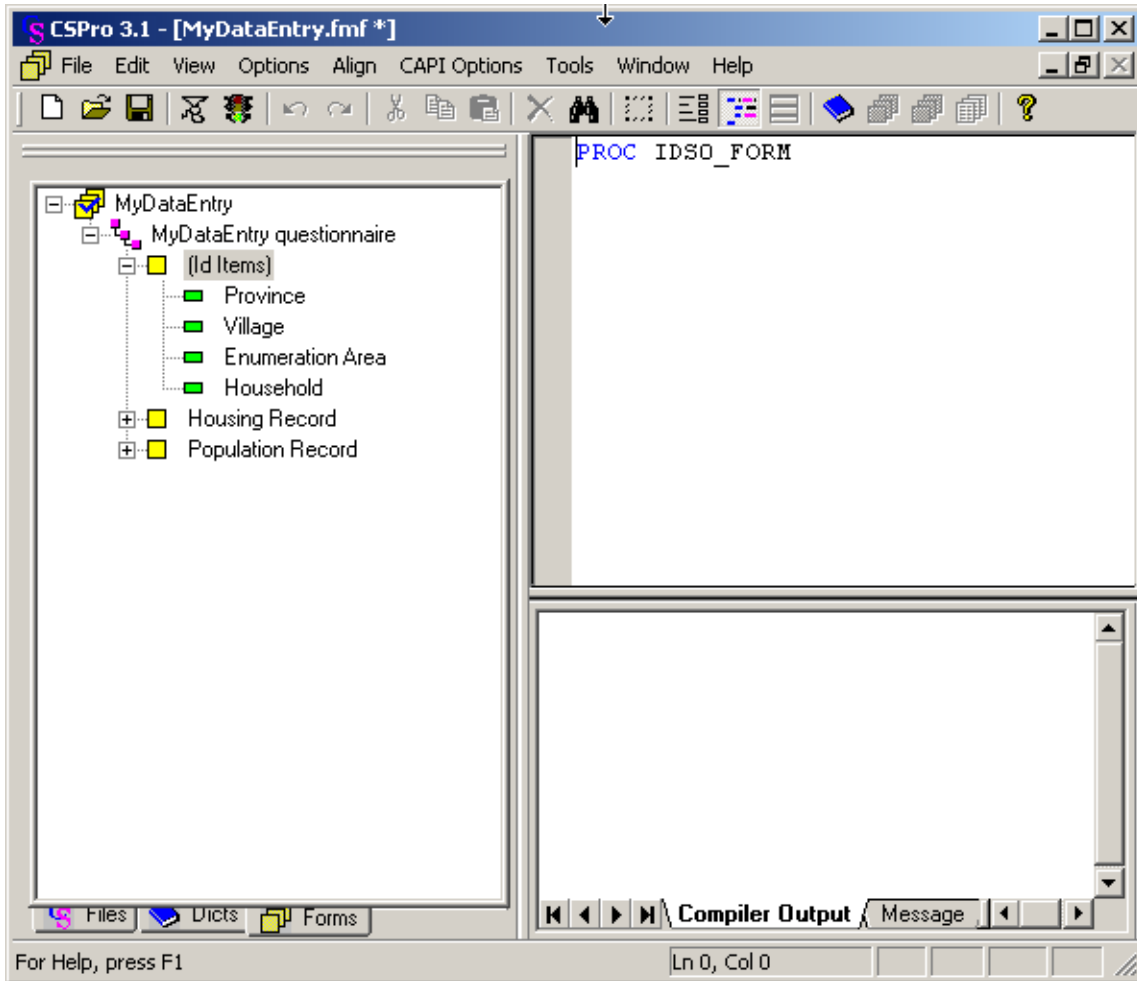 CSPro 3.1 - [MyDataEntry.fmf *]
File Edit View Options Align CAPI Options Tools Window Help
PROC IDS0_FORM
MyDataEntry
MyDataEntry questionnaire
(Id Items)
Province
Village
Enumeration Area
Household
Housing Record
Population Record
Files Dicts Forms
Compiler Output Message
For Help, press F1
Ln 0, Col 0